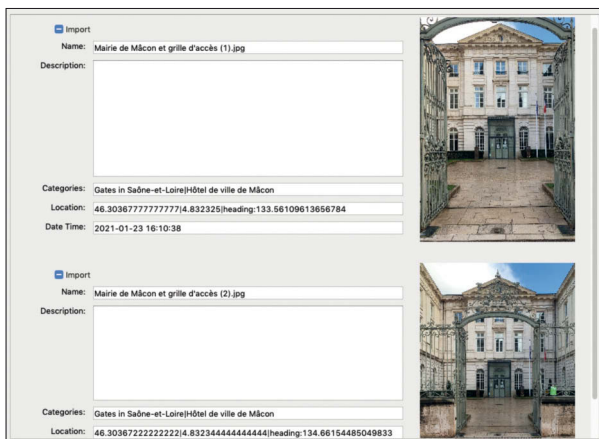 Import
Name: Mairie de Mâcon et grille d'accès (1).jpg
Description:
Categories: Gates in Saône-et-Loire|Hôtel de ville de Mâcon
Location: 46.30367777777777|4.832325|heading:133.56109613656784
Date Time: 2021-01-23 16:10:38
Import
Name: Mairie de Mâcon et grille d'accès (2).jpg
Description:
Categories: Gates in Saône-et-Loire|Hôtel de ville de Mâcon
Location: 46.30367222222222|4.832344444444444|heading:134.66154485049833